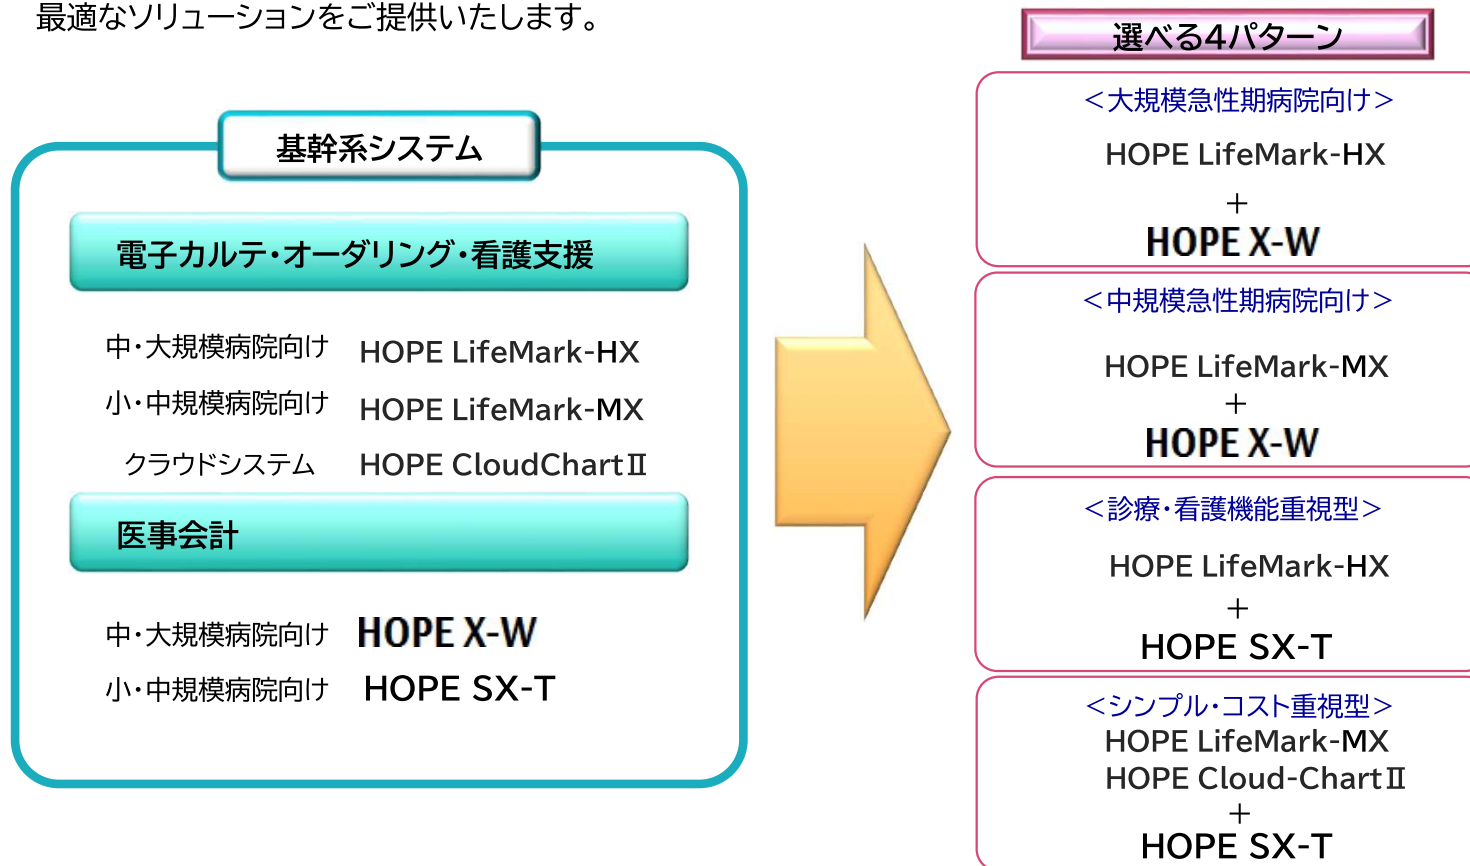 最適なソリューションをご提供いたします。
基幹系システム
電子カルテ・オーダリング・看護支援
中・大規模病院向け HOPE LifeMark-HX
小・中規模病院向け HOPE LifeMark-MX
クラウドシステム HOPE CloudChartⅡ
医事会計
中・大規模病院向け HOPE X-W
小・中規模病院向け HOPE SX-T
選べる4パターン
＜大規模急性期病院向け＞
HOPE LifeMark-HX
＋
HOPE X-W
＜中規模急性期病院向け＞
HOPE LifeMark-MX
＋
HOPE X-W
＜診療・看護機能重視型＞
HOPE LifeMark-HX
＋
HOPE SX-T
＜シンプル・コスト重視型＞
HOPE LifeMark-MX
HOPE Cloud-ChartⅡ
＋
HOPE SX-T